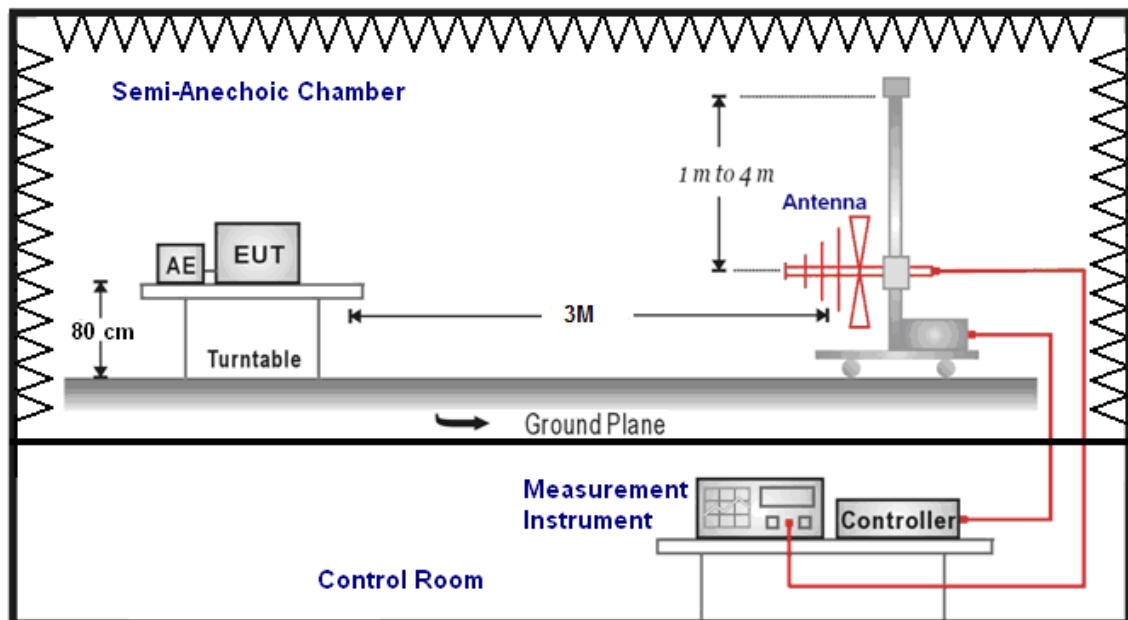 Semi-Anechoic Chamber
1 m to 4 m
Antenna
AE
EUT
80 cm
3M
Turntable
Ground Plane
Measurement
Instrument
Controller
Control Room